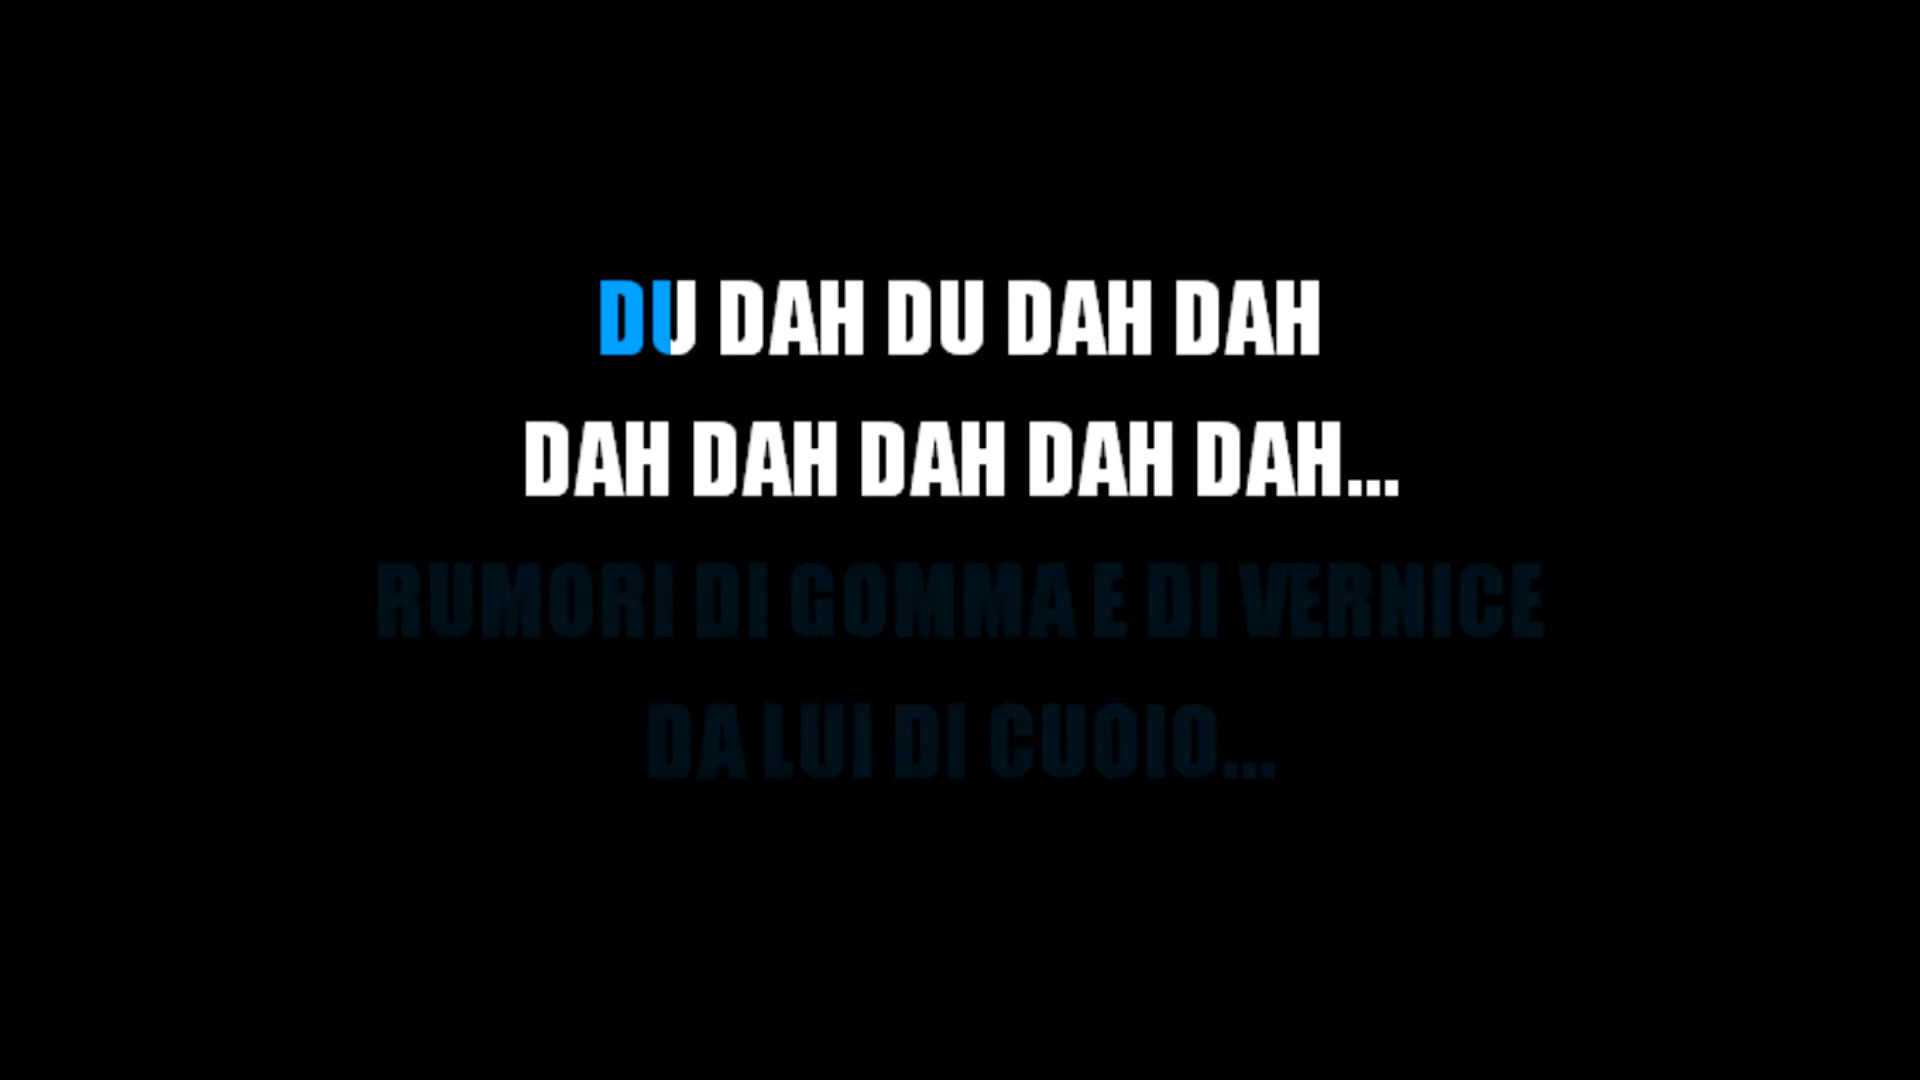 DU DAH DU DAH DAH
DAH DAH DAH DAH DAH...
RUMORI DI GOMMA E DI VERNICE
DA LUI DI CUOIO...